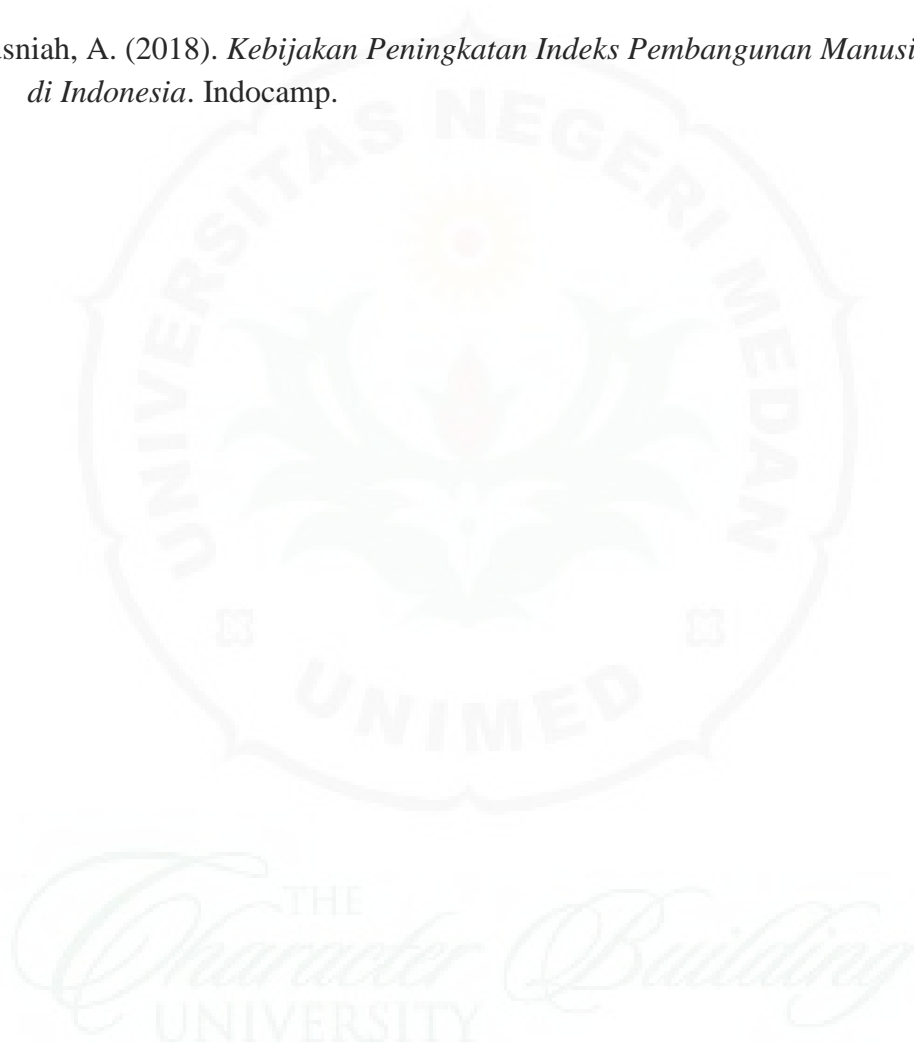 sniah, A. (2018). Kebijakan Peningkatan Indeks Pembangunan Manusi
di Indonesia. Indocamp.
UNIVERSITAS NEGERI MEDAN
UNIMED
THE
Character Building
UNIVERSITY